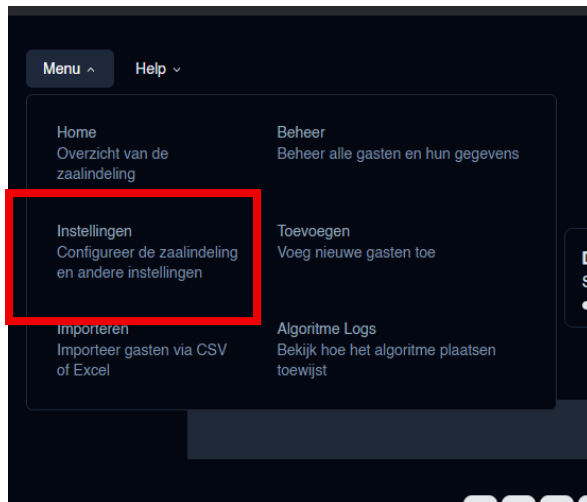 Menu
Help
Home
Overzicht van de
zaalindeling
Beheer
Beheer alle gasten en hun gegevens
Instellingen
Configureer de zaalindeling
en andere instellingen
Toevoegen
Voeg nieuwe gasten toe
Importeren
Importeer gasten via CSV
of Excel
Algoritme Logs
Bekijk hoe het algoritme plaatsen
toewijst